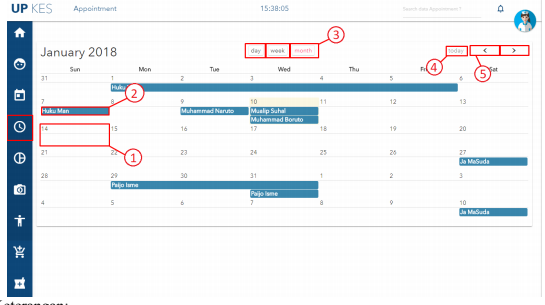 UP KES Appointment 15:38:05 Search data Appointment?
3
January 2018 day week month today < >
4 5
Sun Mon Tue Wed Thu Sat
31 1 2 3 4 5 6
Huku
2
7 8 9 10 11 12 13
Huku Man Muhammad Naruto Mualip Suhal
Muhammad Boruto
14 15 16 17 18 19 20
1
21 22 23 24 25 26 27
Ja MaSuda
28 29 30 31 1 2 3
Paijo Isme
Paijo Isme
4 5 6 7 8 9 10
Ja MaSuda